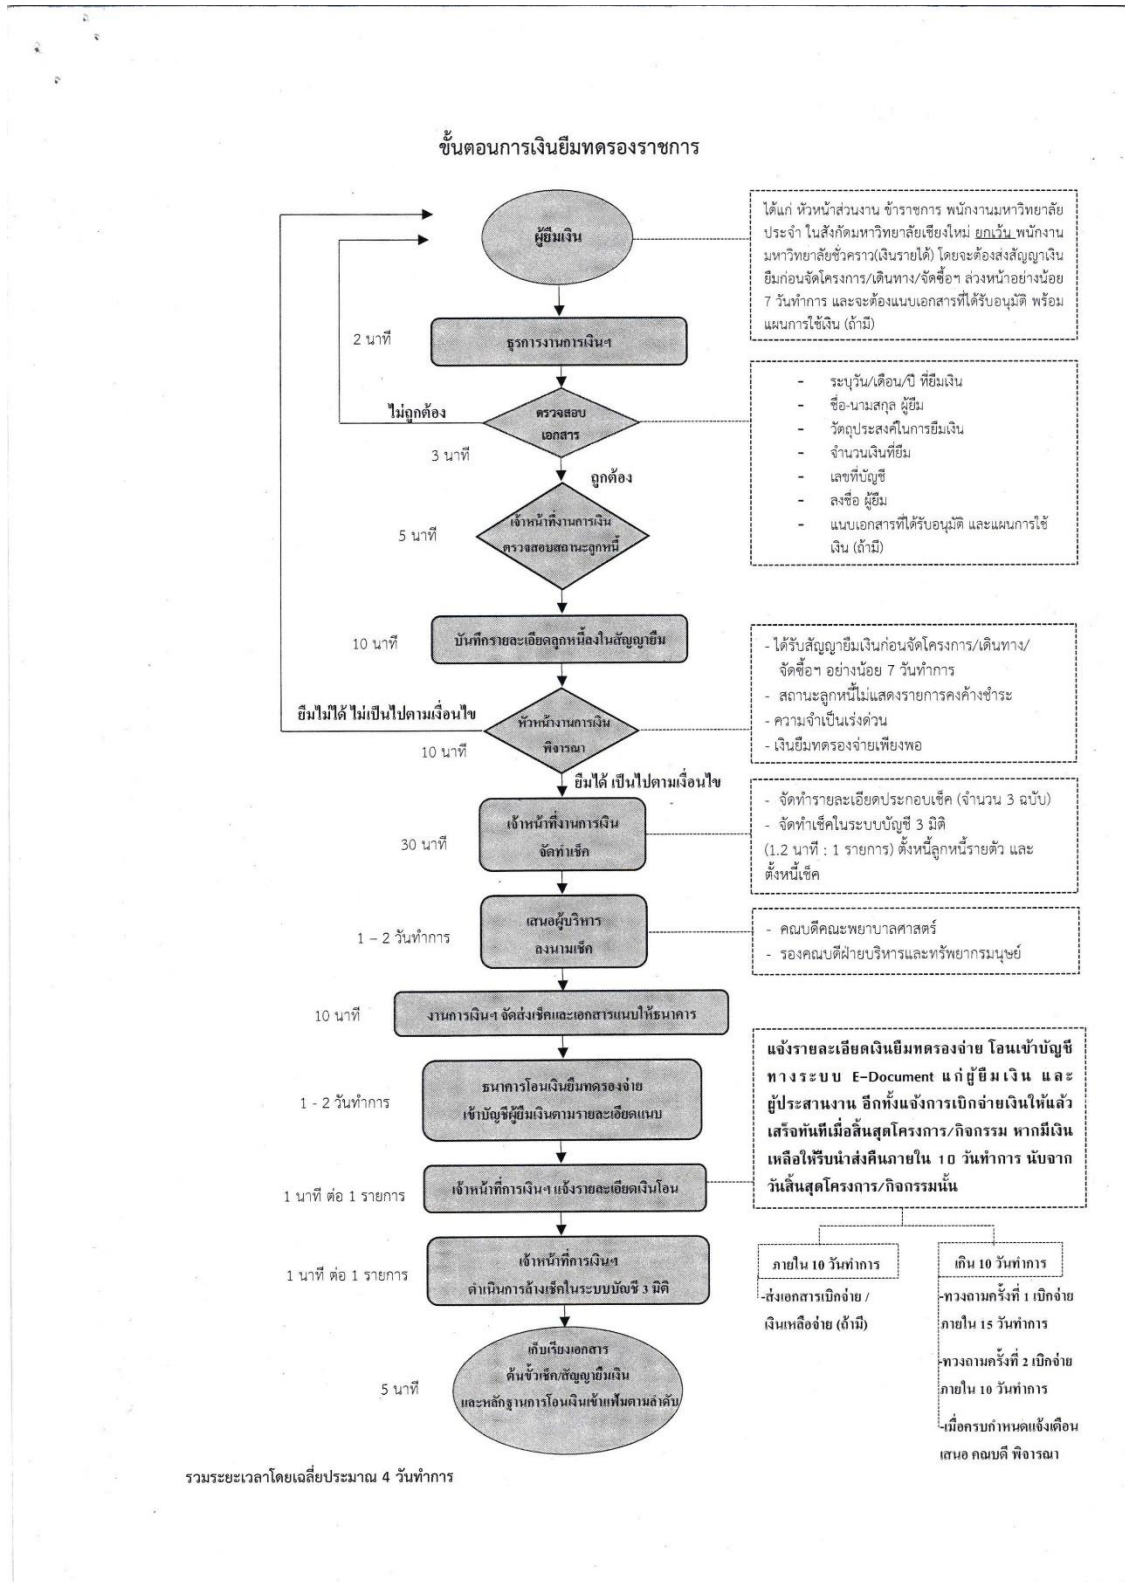 ขั้นตอนการเงินยืมทดรองราชการ
ผู้ยืมเงิน
ได้แก่ หัวหน้าส่วนงาน ข้าราชการ พนักงานมหาวิทยาลัย
ประจำ ในสังกัดมหาวิทยาลัยเชียงใหม่ ยกเว้น พนักงาน
มหาวิทยาลัยชั่วคราว(เงินรายได้) โดยจะต้องส่งสัญญาเงิน
ยืมก่อนจัดโครงการ/เดินทาง/จัดซื้อฯ ล่วงหน้าอย่างน้อย
7 วันทำการ และจะต้องแนบเอกสารที่ได้รับอนุมัติ พร้อม
แผนการใช้เงิน (ถ้ามี)
2 นาที
ธุรการงานการเงินฯ
ไม่ถูกต้อง
ตรวจสอบ
เอกสาร
3 นาที
- ระบุวัน/เดือน/ปี ที่ยืมเงิน
- ชื่อ-นามสกุล ผู้ยืม
- วัตถุประสงค์ในการยืมเงิน
- จำนวนเงินที่ยืม
- เลขที่บัญชี
- ลงชื่อ ผู้ยืม
- แนบเอกสารที่ได้รับอนุมัติ และแผนการใช้
เงิน (ถ้ามี)
ถูกต้อง
5 นาที
เจ้าหน้าที่งานการเงิน
ตรวจสอบสถานะลูกหนี้
10 นาที
บันทึกรายละเอียดลูกหนี้ลงในสัญญายืม
ยืมไม่ได้ ไม่เป็นไปตามเงื่อนไข
หัวหน้างานการเงิน
พิจารณา
10 นาที
- ได้รับสัญญายืมเงินก่อนจัดโครงการ/เดินทาง/
จัดซื้อฯ อย่างน้อย 7 วันทำการ
- สถานะลูกหนี้ไม่แสดงรายการคงค้างชำระ
- ความจำเป็นเร่งด่วน
- เงินยืมทดรองจ่ายเพียงพอ
ยืมได้ เป็นไปตามเงื่อนไข
30 นาที
เจ้าหน้าที่งานการเงิน
จัดทำเช็ค
- จัดทำรายละเอียดประกอบเช็ค (จำนวน 3 ฉบับ)
- จัดทำเช็คในระบบบัญชี 3 มิติ
(1.2 นาที : 1 รายการ) ตั้งหนี้ลูกหนี้รายตัว และ
ตั้งหนี้เช็ค
1 – 2 วันทำการ
เสนอผู้บริหาร
ลงนามเช็ค
- คณบดีคณะพยาบาลศาสตร์
- รองคณบดีฝ่ายบริหารและทรัพยากรมนุษย์
10 นาที
งานการเงินฯ จัดส่งเช็คและเอกสารแนบให้ธนาคาร
1 - 2 วันทำการ
ธนาคารโอนเงินยืมทดรองจ่าย
เข้าบัญชีผู้ยืมเงินตามรายละเอียดแนบ
แจ้งรายละเอียดเงินยืมทดรองจ่าย โอนเข้าบัญชี
ทางระบบ E-Document แก่ผู้ยืมเงิน และ
ผู้ประสานงาน อีกทั้งแจ้งการเบิกจ่ายเงินให้แล้ว
เสร็จทันทีเมื่อสิ้นสุดโครงการ/กิจกรรม หากมีเงิน
เหลือให้รีบนำส่งคืนภายใน 10 วันทำการ นับจาก
วันสิ้นสุดโครงการ/กิจกรรมนั้น
1 นาที ต่อ 1 รายการ
เจ้าหน้าที่การเงินฯ แจ้งรายละเอียดเงินโอน
1 นาที ต่อ 1 รายการ
เจ้าหน้าที่การเงินฯ
ดำเนินการล้างเช็คในระบบบัญชี 3 มิติ
ภายใน 10 วันทำการ
-ส่งเอกสารเบิกจ่าย /
เงินเหลือจ่าย (ถ้ามี)
เกิน 10 วันทำการ
-ทวงถามครั้งที่ 1 เบิกจ่าย
ภายใน 15 วันทำการ
-ทวงถามครั้งที่ 2 เบิกจ่าย
ภายใน 10 วันทำการ
-เมื่อครบกำหนดแจ้งเตือน
เสนอ คณบดี พิจารณา
5 นาที
เก็บเรียงเอกสาร
ต้นขั้วเช็ค/สัญญายืมเงิน
และหลักฐานการโอนเงินเข้าแฟ้มตามลำดับ
รวมระยะเวลาโดยเฉลี่ยประมาณ 4 วันทำการ